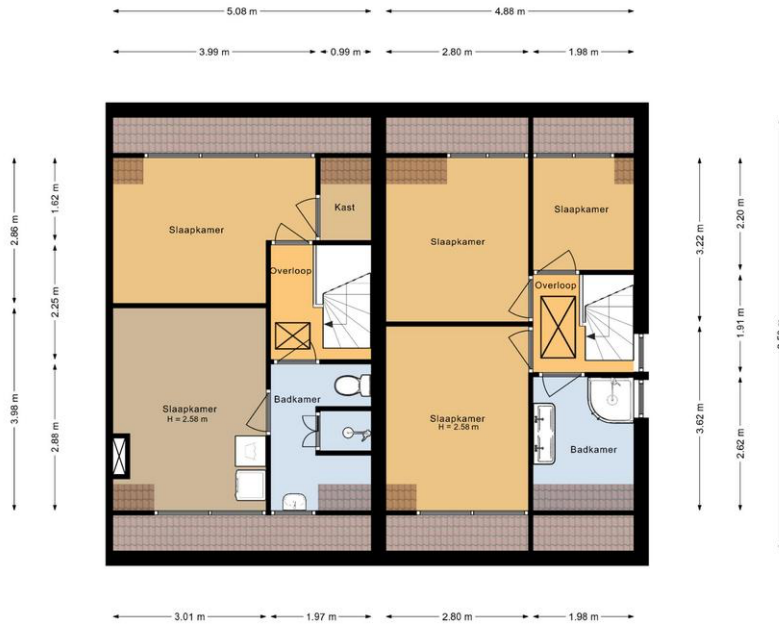 5.08 m
4.88 m
3.99 m
0.99 m
2.80 m
1.98 m
2.86 m
1.62 m
2.25 m
3.98 m
2.88 m
Slaapkamer
Kast
Overloop
Slaapkamer
H = 2.58 m
Badkamer
Slaapkamer
Slaapkamer
Overloop
Slaapkamer
H = 2.58 m
Badkamer
3.22 m
2.20 m
1.91 m
3.62 m
2.62 m
3.01 m
1.97 m
2.80 m
1.98 m